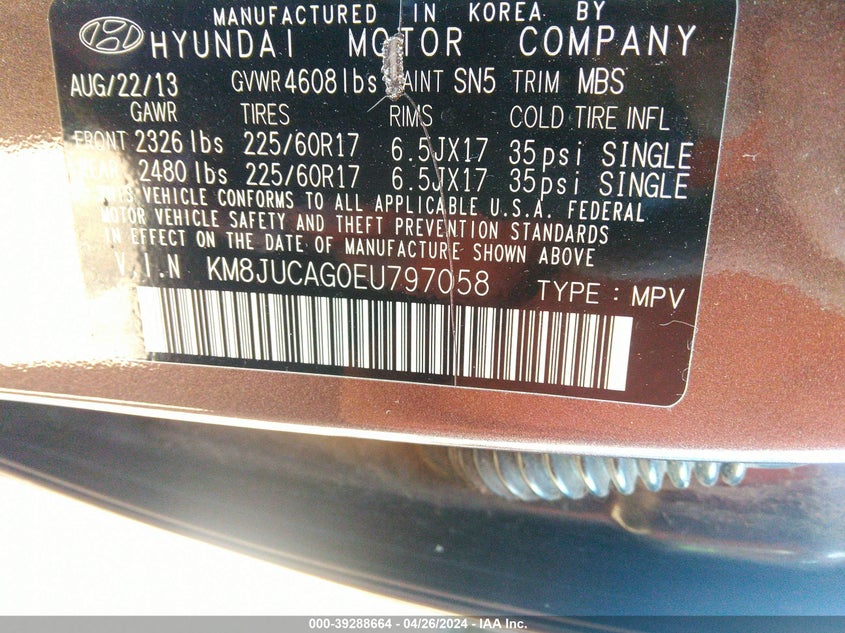 MANUFACTURED IN KOREA BY
HYUNDAI MOTOR COMPANY
AUG/22/13 GVWR 4608 lbs PAINT SN5 TRIM MBS
GAWR TIRES RIMS COLD TIRE INFL
FRONT 2326 lbs 225/60R17 6.5JX17 35psi SINGLE
REAR 2480 lbs 225/60R17 6.5JX17 35psi SINGLE
THIS VEHICLE CONFORMS TO ALL APPLICABLE U.S.A. FEDERAL
MOTOR VEHICLE SAFETY AND THEFT PREVENTION STANDARDS
IN EFFECT ON THE DATE OF MANUFACTURE SHOWN ABOVE
V.I.N KM8JUCAG0EU797058 TYPE : MPV
000-39288664 - 04/26/2024 - IAA Inc.